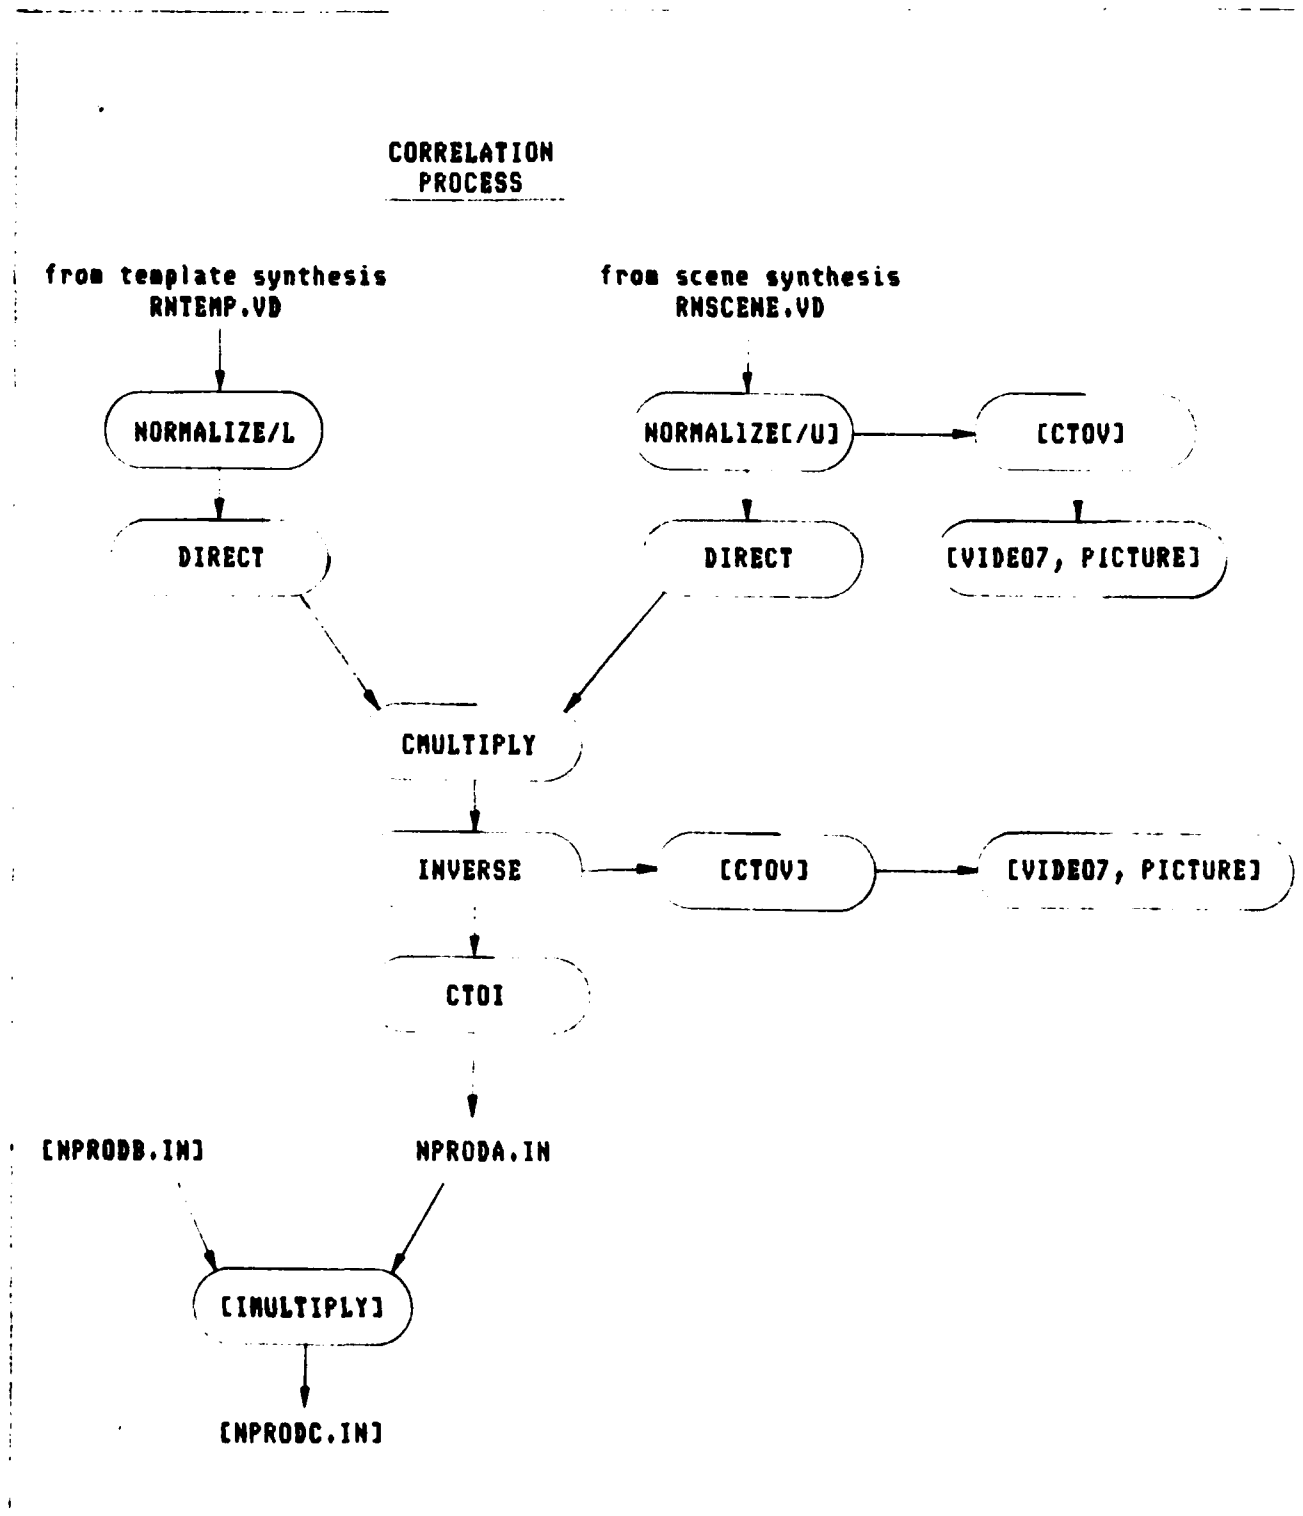 CORRELATION
PROCESS
from template synthesis
RNTEMP.VD
from scene synthesis
RNSCENE.VD
NORMALIZE/L
NORMALIZE[/U]
[CTOV]
DIRECT
DIRECT
[VIDEO7, PICTURE]
CMULTIPLY
INVERSE
[CTOV]
[VIDEO7, PICTURE]
CTOI
[NPRODB.IN]
NPRODA.IN
[IMULTIPLY]
[NPRODC.IN]